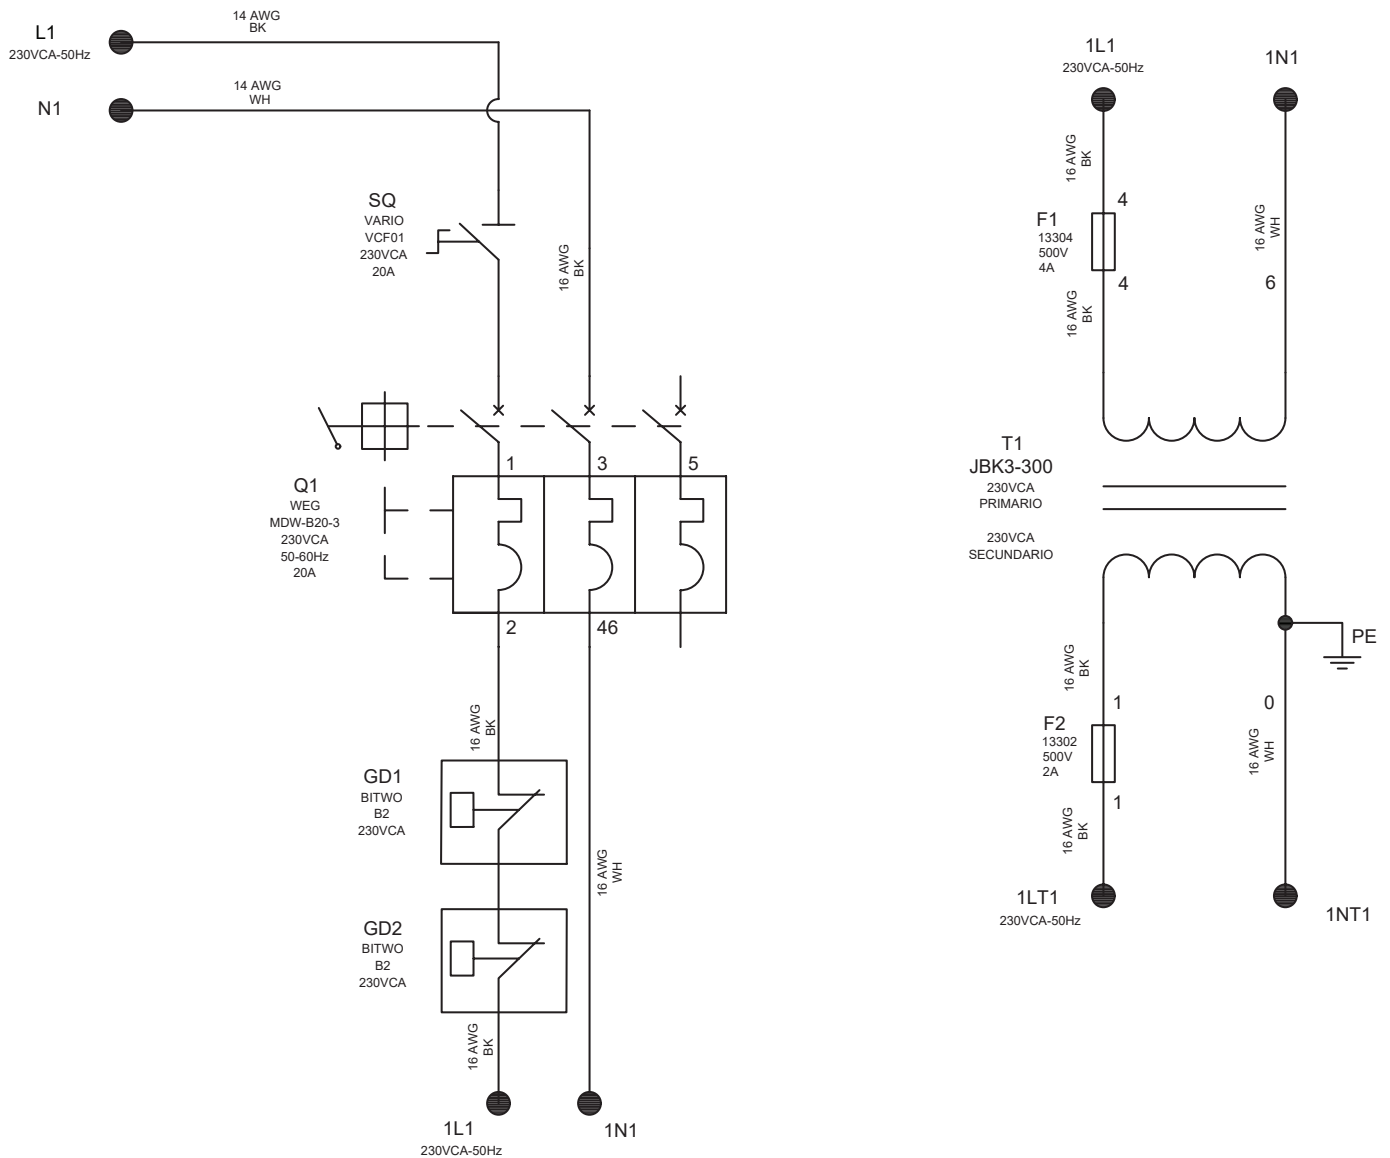 L1
230VCA-50Hz
14 AWG
BK
N1
14 AWG
WH
SQ
VARIO
VCF01
230VCA
20A
16 AWG
BK
Q1
WEG
MDW-B20-3
230VCA
50-60Hz
20A
1
3
5
2
46
16 AWG
BK
GD1
BITWO
B2
230VCA
16 AWG
WH
GD2
BITWO
B2
230VCA
16 AWG
BK
1L1
230VCA-50Hz
1N1
1L1
230VCA-50Hz
1N1
16 AWG
BK
4
F1
13304
500V
4A
4
16 AWG
WH
6
16 AWG
BK
T1
JBK3-300
230VCA
PRIMARIO
230VCA
SECUNDARIO
PE
16 AWG
BK
1
0
F2
13302
500V
2A
1
16 AWG
WH
16 AWG
BK
1LT1
230VCA-50Hz
1NT1